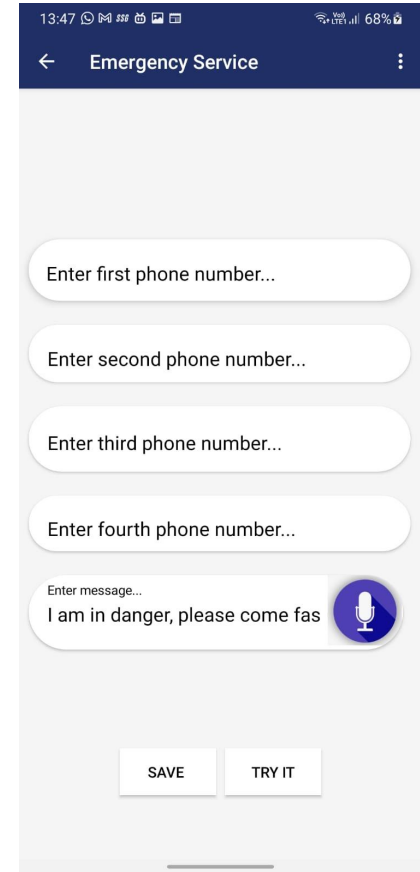 13:47 68%
Emergency Service
Enter first phone number...
Enter second phone number...
Enter third phone number...
Enter fourth phone number...
Enter message...
I am in danger, please come fas
SAVE TRY IT